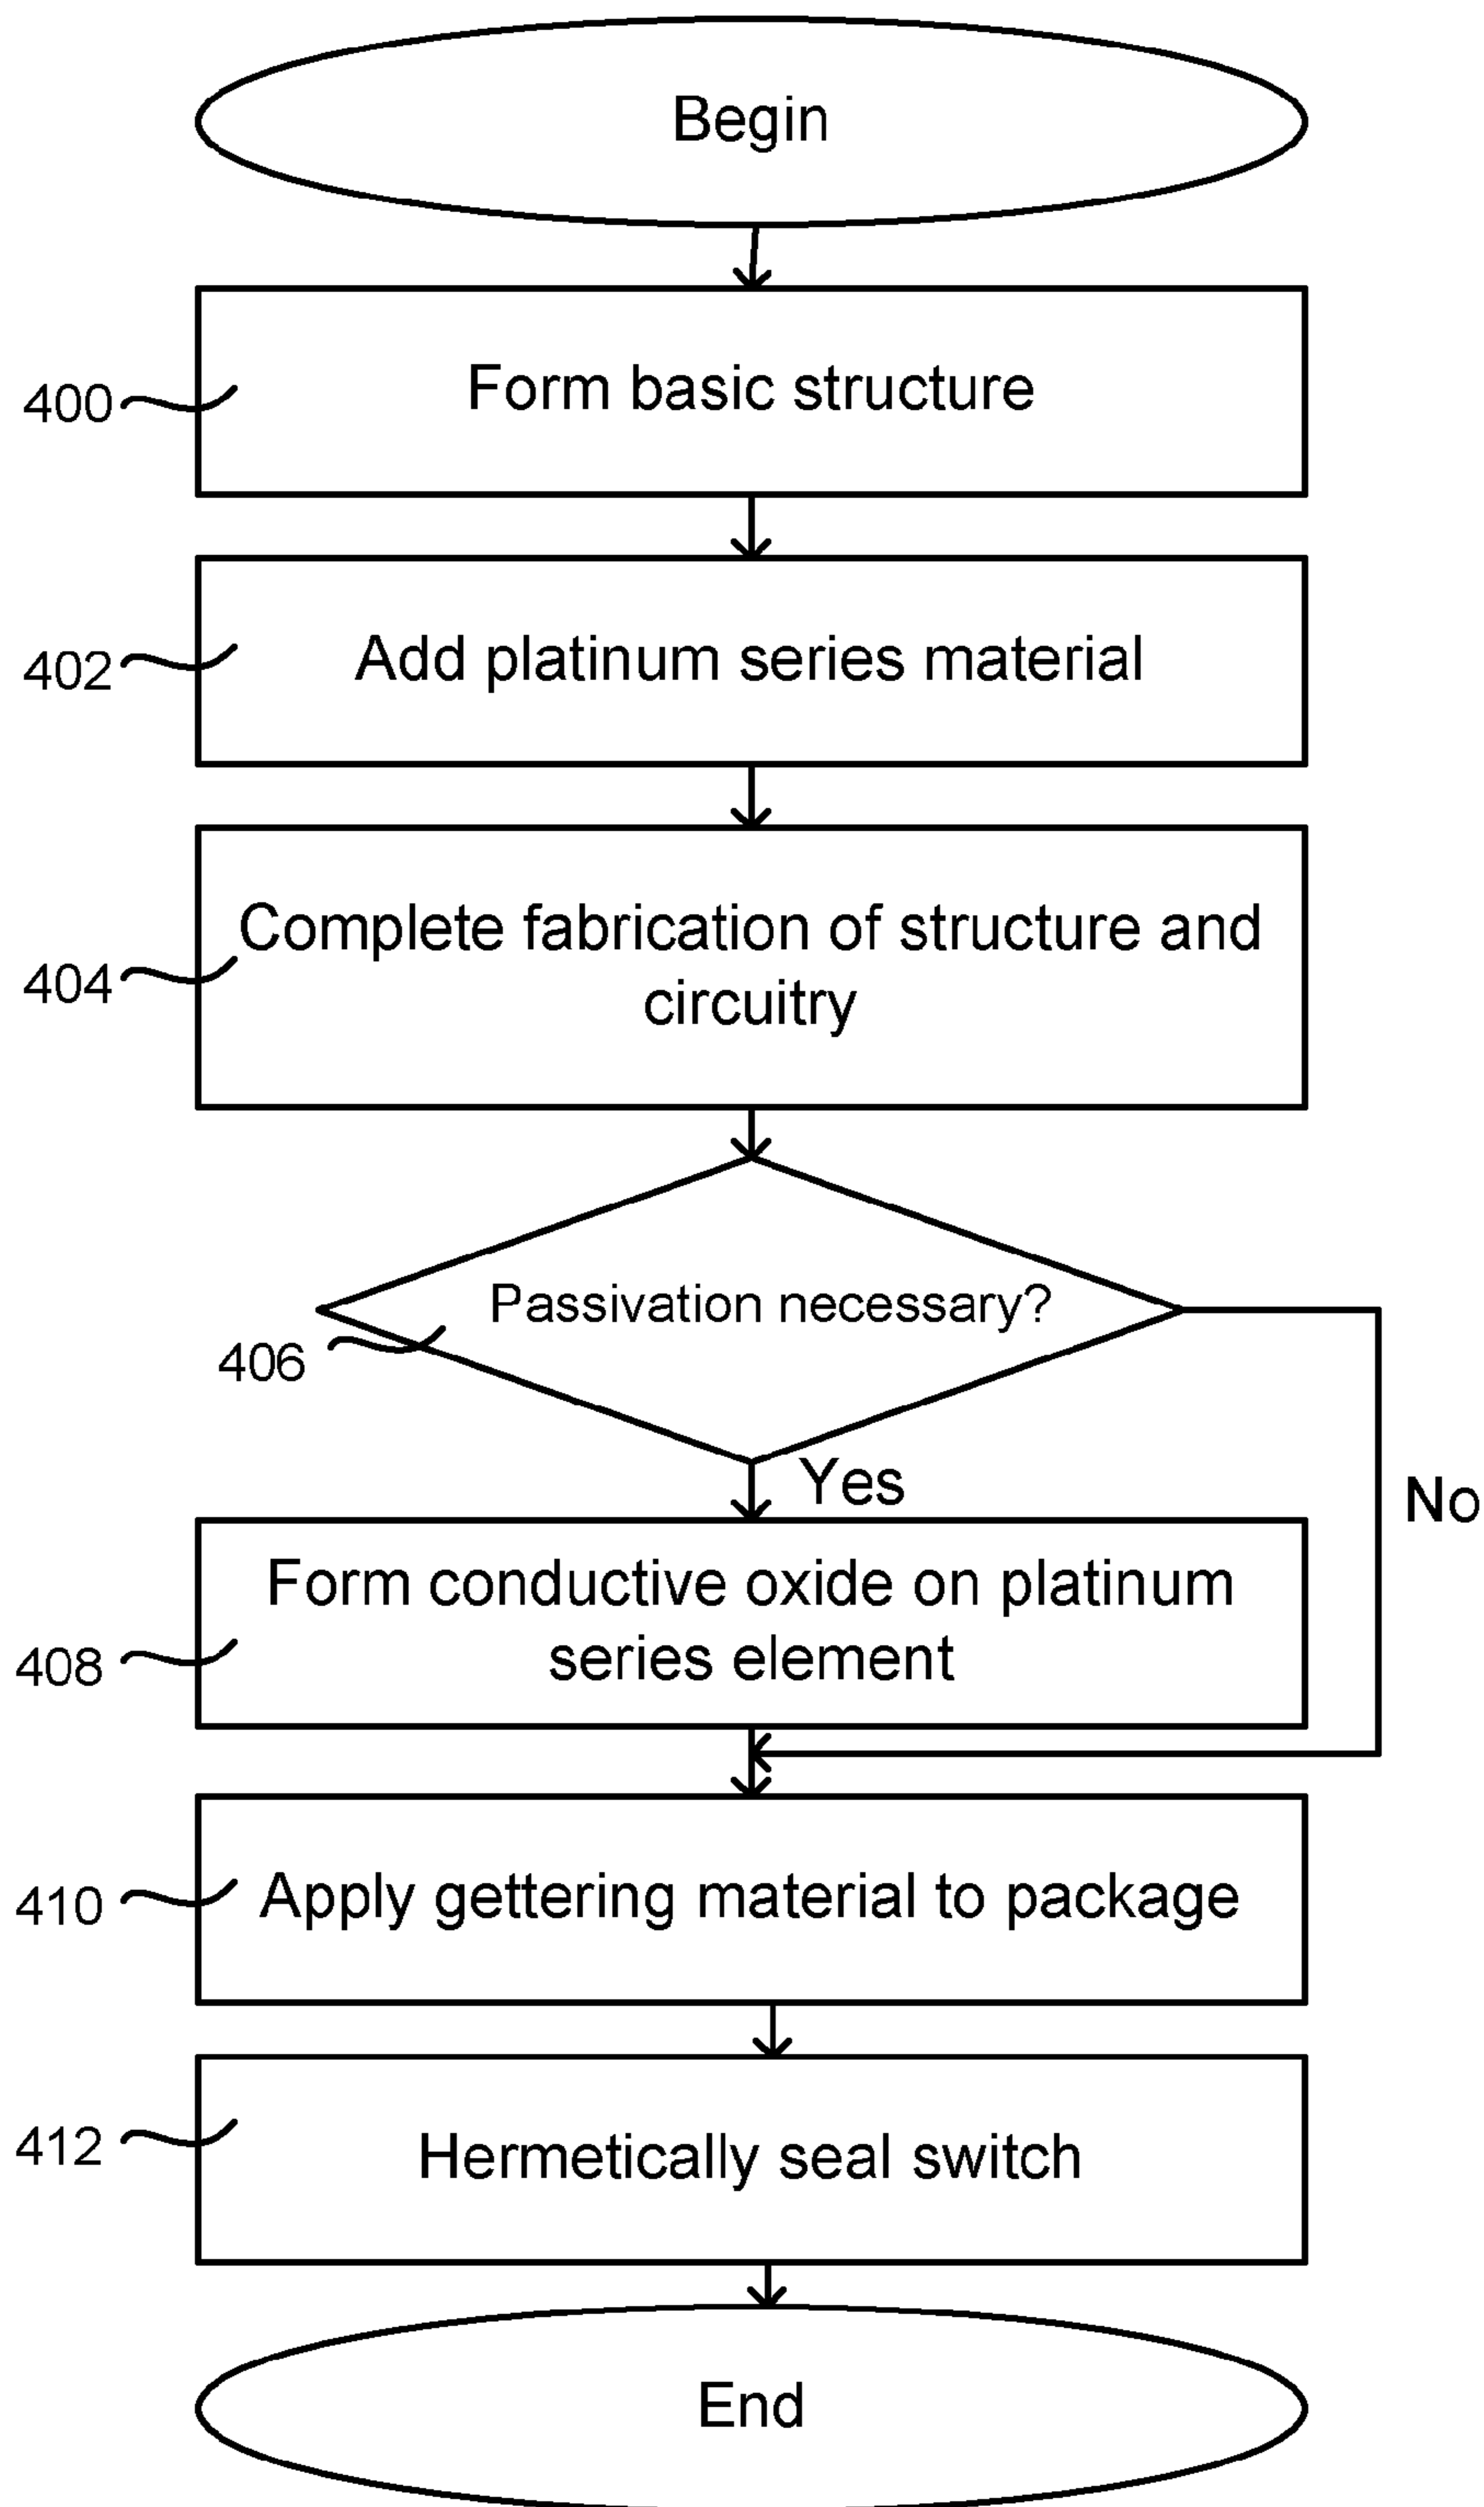 Begin
400
Form basic structure
402
Add platinum series material
404
Complete fabrication of structure and
circuitry
406
Passivation necessary?
Yes
No
408
Form conductive oxide on platinum
series element
410
Apply gettering material to package
412
Hermetically seal switch
End